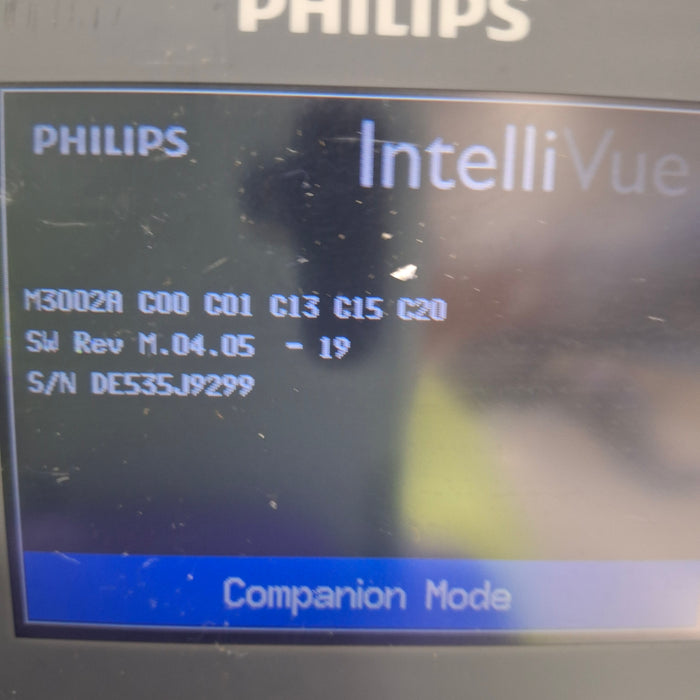 PHILIPS
PHILIPS
IntelliVue
M3002A C00 C01 C13 C15 C20
SW Rev M.04.05 - 19
S/N DE535J9299
Companion Mode